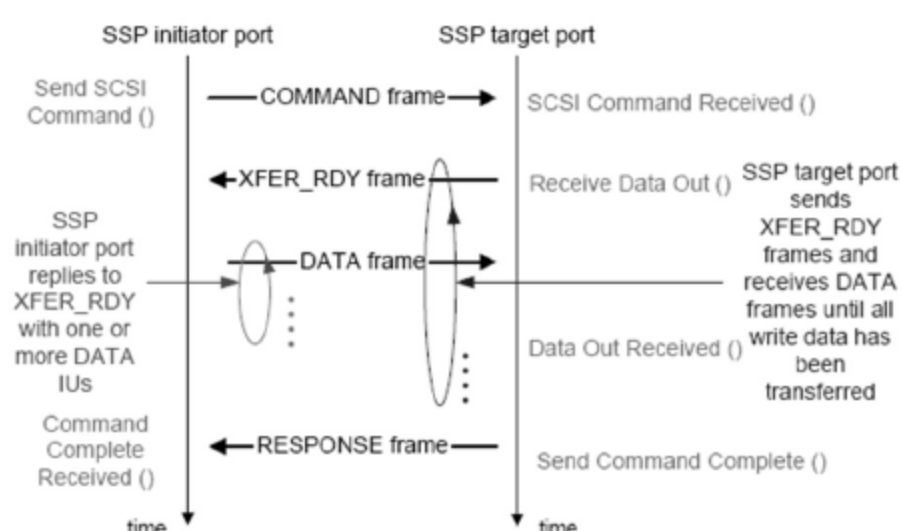 SSP initiator port
SSP target port
Send SCSI
Command ()
COMMAND frame
SCSI Command Received ()
XFER_RDY frame
Receive Data Out ()
SSP target port
sends
XFER_RDY
frames and
receives DATA
frames until all
write data has
been
transferred
SSP
initiator port
replies to
XFER_RDY
with one or
more DATA
IUs
DATA frame
Data Out Received ()
Command
Complete
Received ()
RESPONSE frame
Send Command Complete ()
time
time